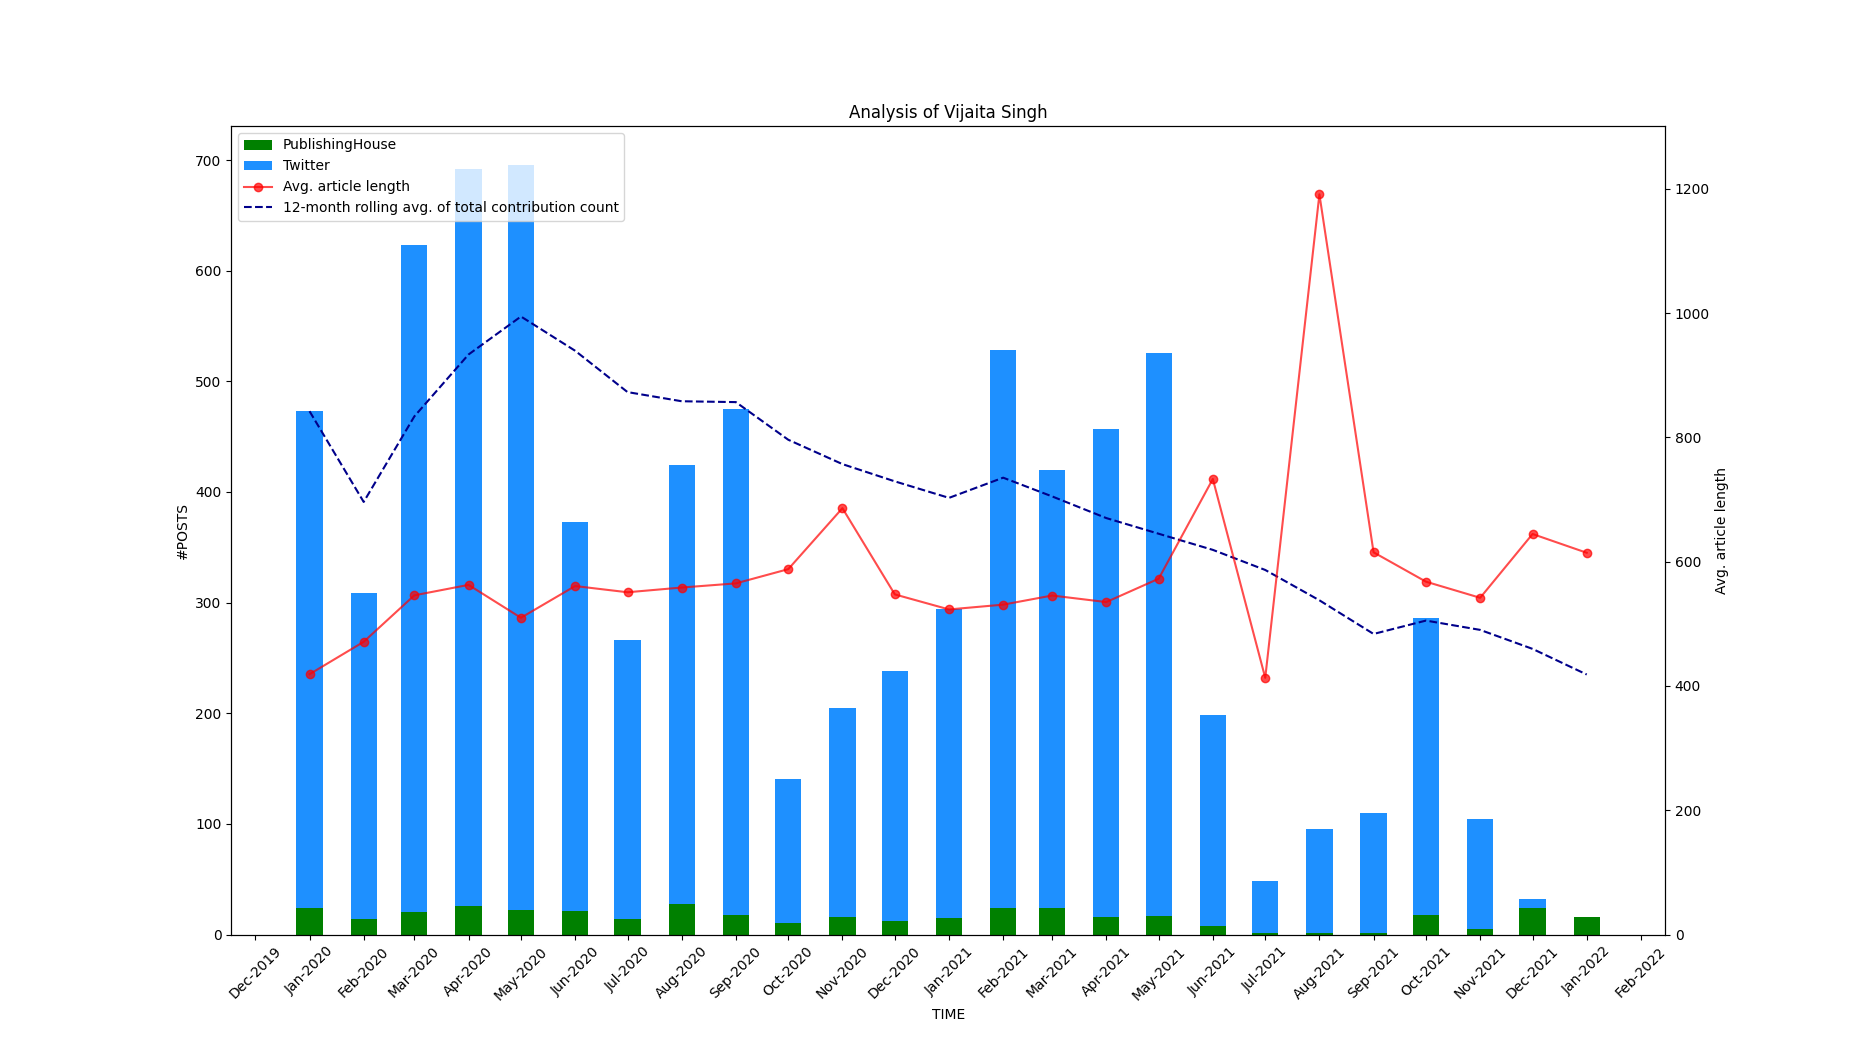 Analysis of Vijaita Singh
PublishingHouse
Twitter
Avg. article length
12-month rolling avg. of total contribution count
700
600
500
400
300
200
100
0
#POSTS
1200
1000
800
600
400
200
0
Avg. article length
Dec-2019
Jan-2020
Feb-2020
Mar-2020
Apr-2020
May-2020
Jun-2020
Jul-2020
Aug-2020
Sep-2020
Oct-2020
Nov-2020
Dec-2020
Jan-2021
Feb-2021
Mar-2021
Apr-2021
May-2021
Jun-2021
Jul-2021
Aug-2021
Sep-2021
Oct-2021
Nov-2021
Dec-2021
Jan-2022
Feb-2022
TIME